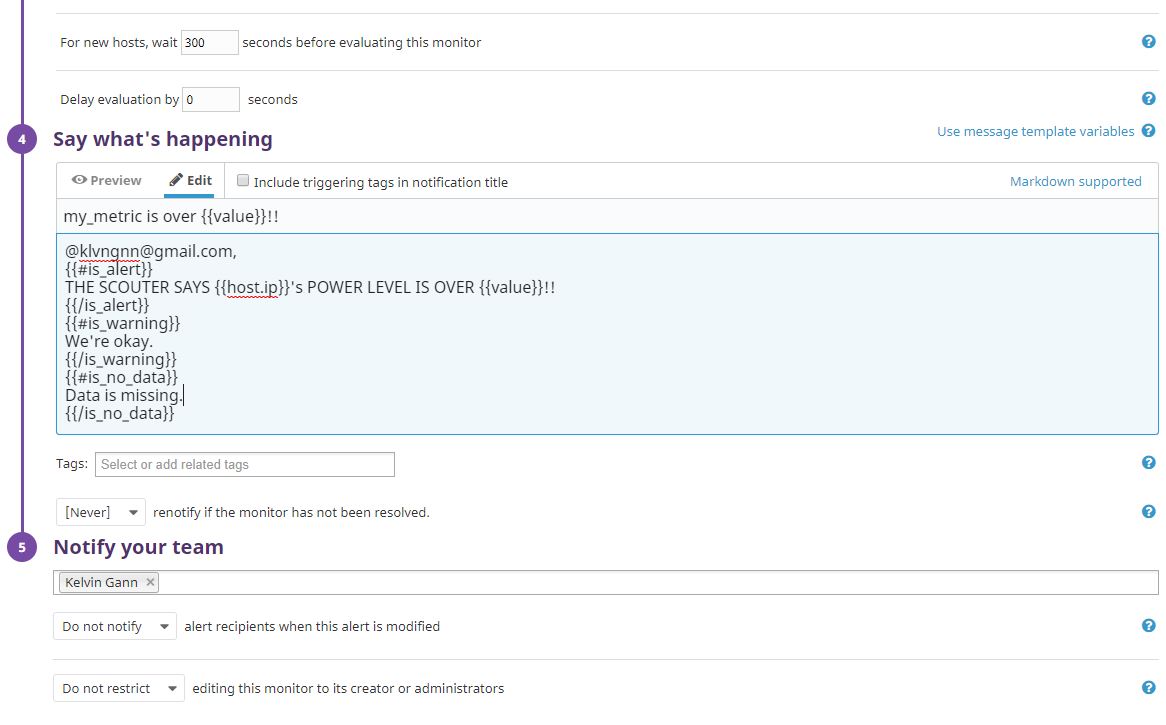 For new hosts, wait 300 seconds before evaluating this monitor
Delay evaluation by 0 seconds
4 Say what's happening
Use message template variables
Preview Edit Include triggering tags in notification title Markdown supported
my_metric is over {{value}}!!
@klvngnn@gmail.com,
{{#is_alert}}
THE SCOUTER SAYS {{host.ip}}'s POWER LEVEL IS OVER {{value}}!!
{{/is_alert}}
{{#is_warning}}
We're okay.
{{/is_warning}}
{{#is_no_data}}
Data is missing.
{{/is_no_data}}
Tags: Select or add related tags
[Never] renotify if the monitor has not been resolved.
5 Notify your team
Kelvin Gann ×
Do not notify alert recipients when this alert is modified
Do not restrict editing this monitor to its creator or administrators